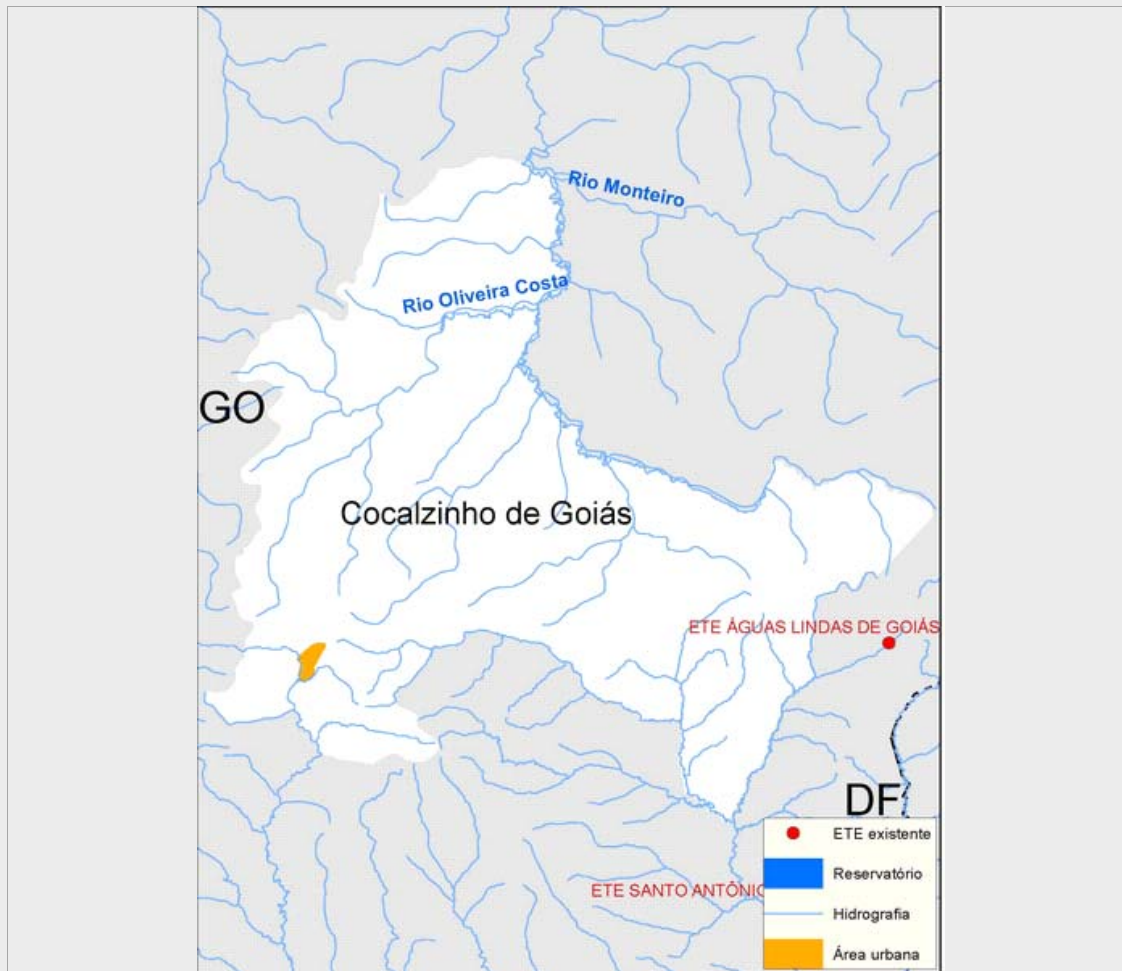 Rio Monteiro
Rio Oliveira Costa
GO
Cocalzinho de Goiás
ETE ÁGUAS LINDAS DE GOIÁS
DF
ETE existente
Reservatório
ETE SANTO
Hidrografia
Área urbana